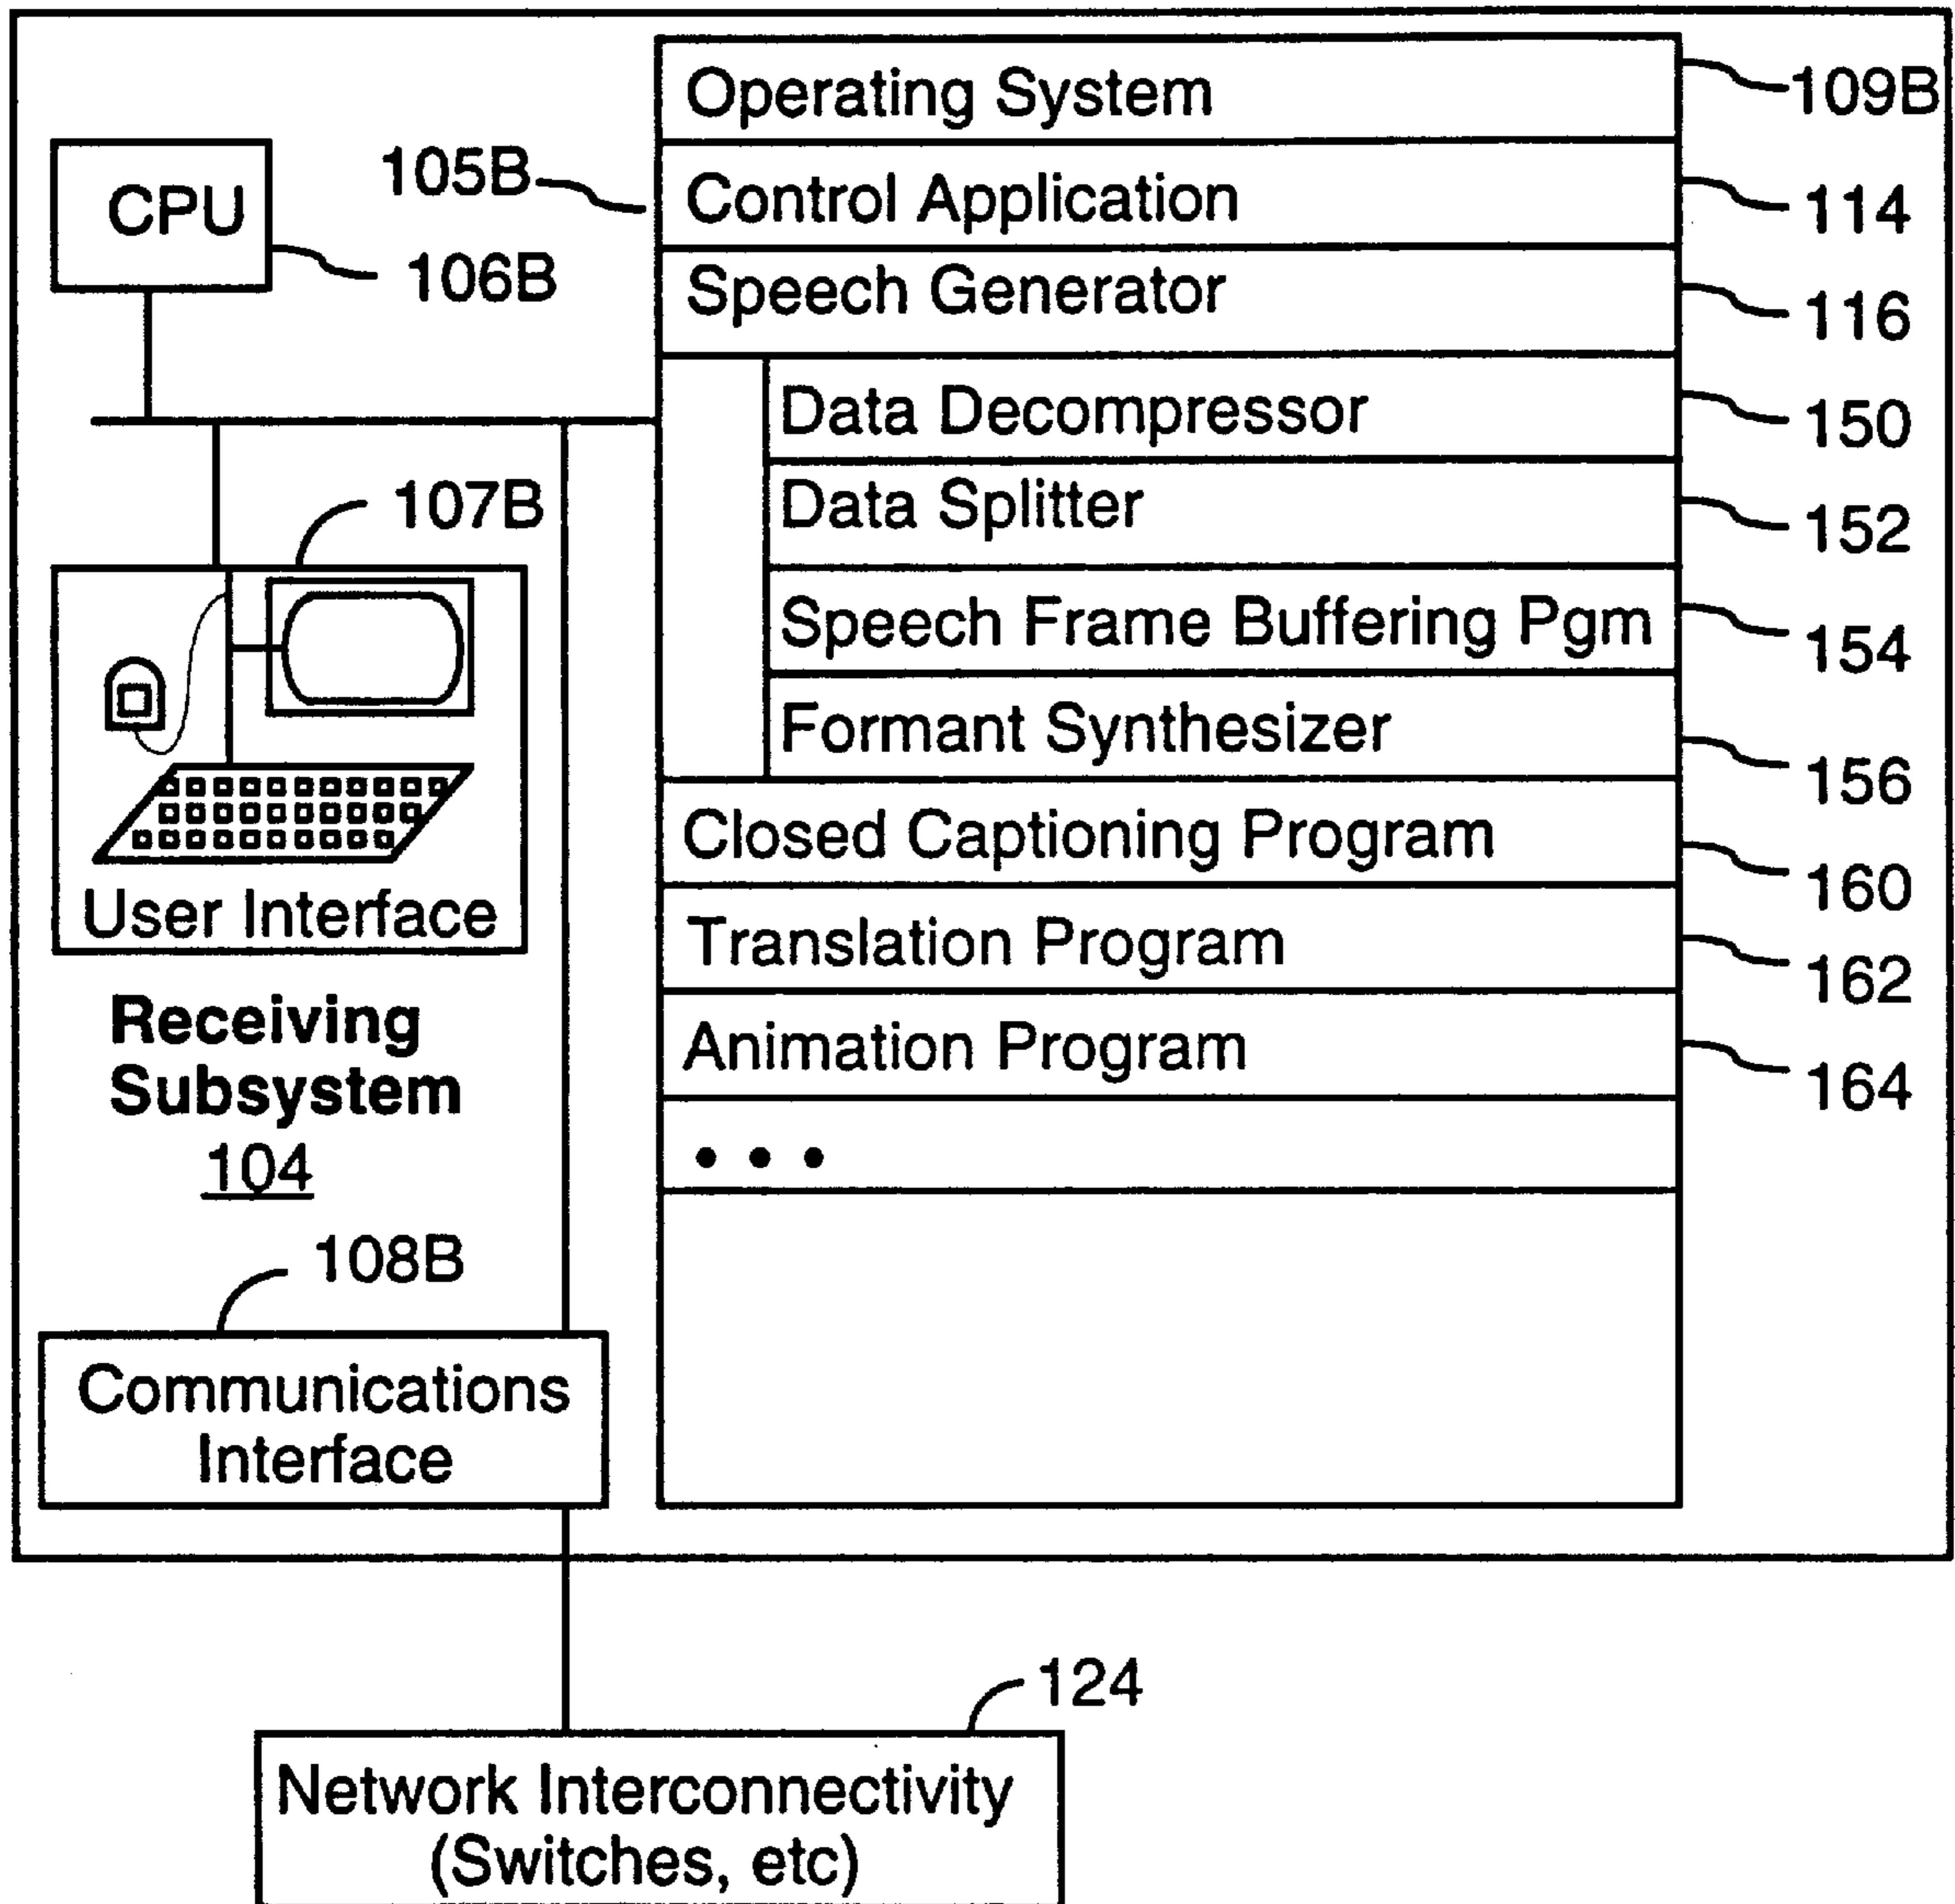 Operating System
109B
CPU
105B
Control Application
114
106B
Speech Generator
116
Data Decompressor
150
107B
Data Splitter
152
Speech Frame Buffering Pgm
154
Formant Synthesizer
156
Closed Captioning Program
160
User Interface
Translation Program
162
Receiving
Subsystem
104
Animation Program
164
• • •
108B
Communications
Interface
124
Network Interconnectivity
(Switches, etc)